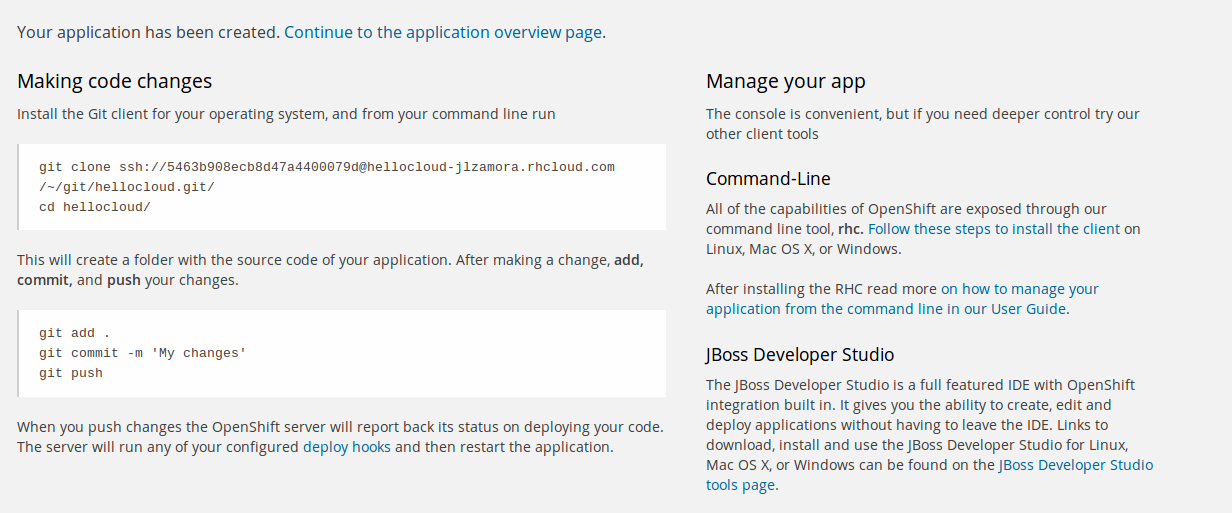 Your application has been created. Continue to the application overview page.
Making code changes
Install the Git client for your operating system, and from your command line run
git clone ssh://5463b908ecb8d47a4400079d@hellocloud-jlzamora.rhcloud.com
/~/git/hellocloud.git/
cd hellocloud/
This will create a folder with the source code of your application. After making a change, add,
commit, and push your changes.
git add .
git commit -m 'My changes'
git push
When you push changes the OpenShift server will report back its status on deploying your code.
The server will run any of your configured deploy hooks and then restart the application.
Manage your app
The console is convenient, but if you need deeper control try our
other client tools
Command-Line
All of the capabilities of OpenShift are exposed through our
command line tool, rhc. Follow these steps to install the client on
Linux, Mac OS X, or Windows.
After installing the RHC read more on how to manage your
application from the command line in our User Guide.
JBoss Developer Studio
The JBoss Developer Studio is a full featured IDE with OpenShift
integration built in. It gives you the ability to create, edit and
deploy applications without having to leave the IDE. Links to
download, install and use the JBoss Developer Studio for Linux,
Mac OS X, or Windows can be found on the JBoss Developer Studio
tools page.